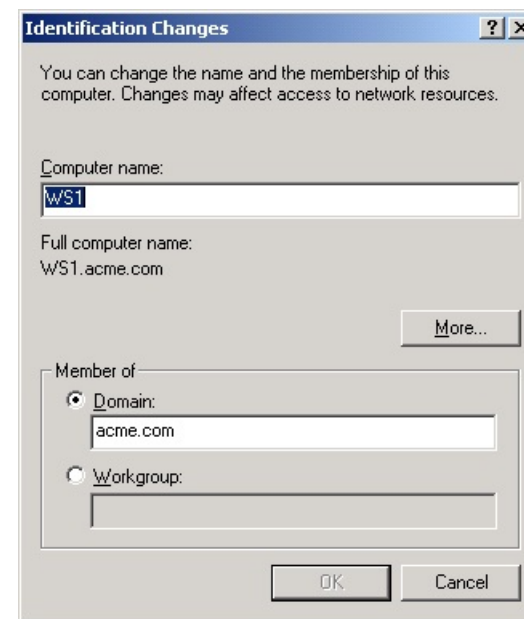 Identification Changes
You can change the name and the membership of this
computer. Changes may affect access to network resources.
Computer name:
WS1
Full computer name:
WS1.acme.com
More...
Member of
Domain:
acme.com
Workgroup:
OK
Cancel